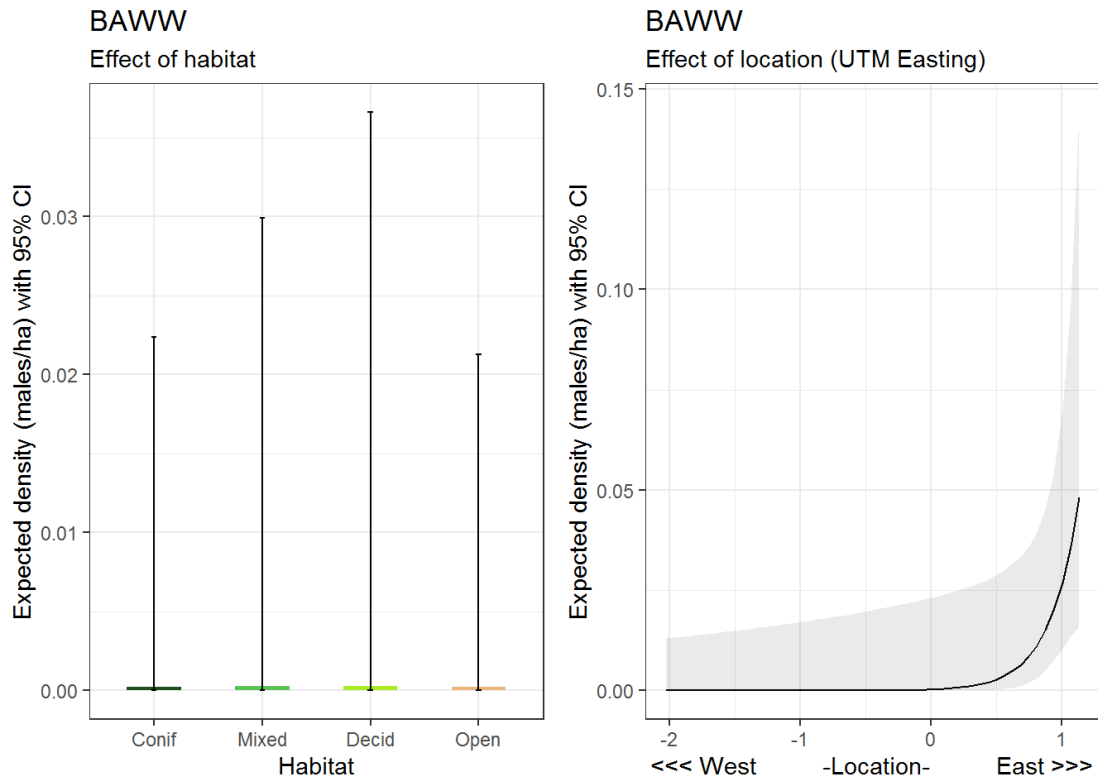 BAWW
Effect of habitat
Expected density (males/ha) with 95% CI
0.03
0.02
0.01
0.00
Conif Mixed Decid Open
Habitat
BAWW
Effect of location (UTM Easting)
Expected density (males/ha) with 95% CI
0.15
0.10
0.05
0.00
-2 -1 0 1
<<< West -Location- East >>>